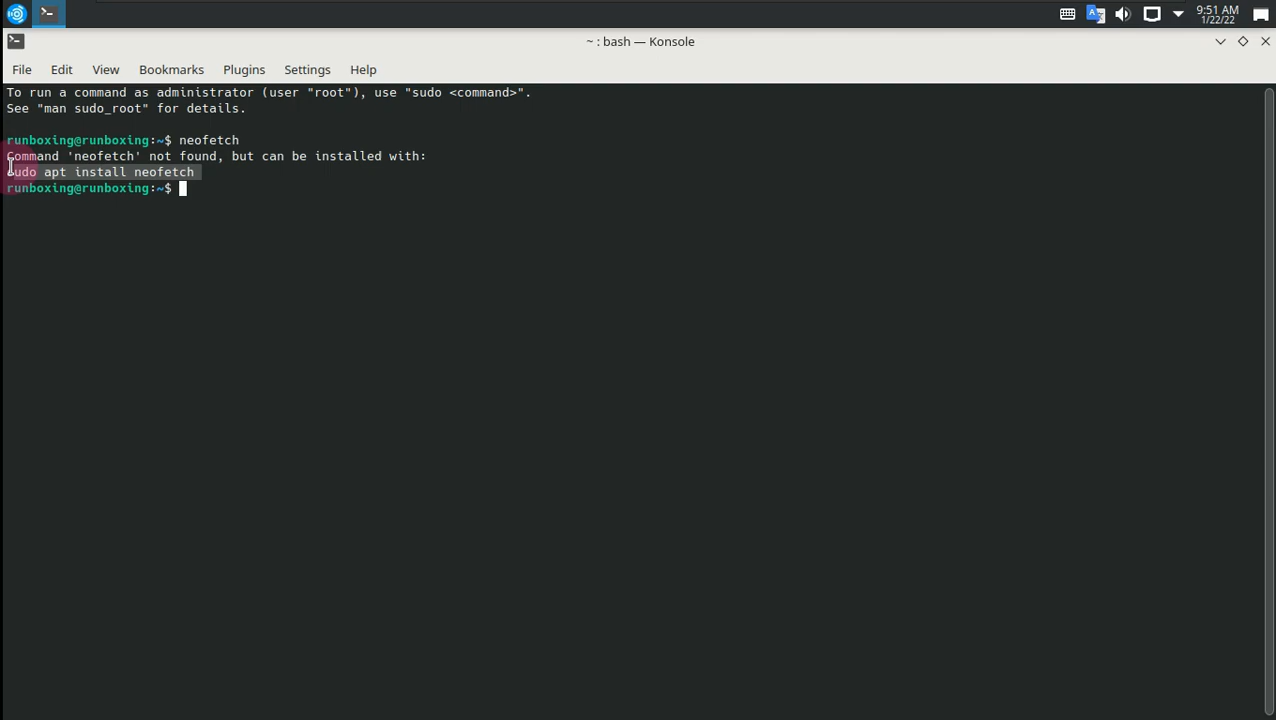 9:51 AM
1/22/22
~ : bash — Konsole
File Edit View Bookmarks Plugins Settings Help
To run a command as administrator (user "root"), use "sudo <command>".
See "man sudo_root" for details.
runboxing@runboxing:~$ neofetch
Command 'neofetch' not found, but can be installed with:
sudo apt install neofetch
runboxing@runboxing:~$